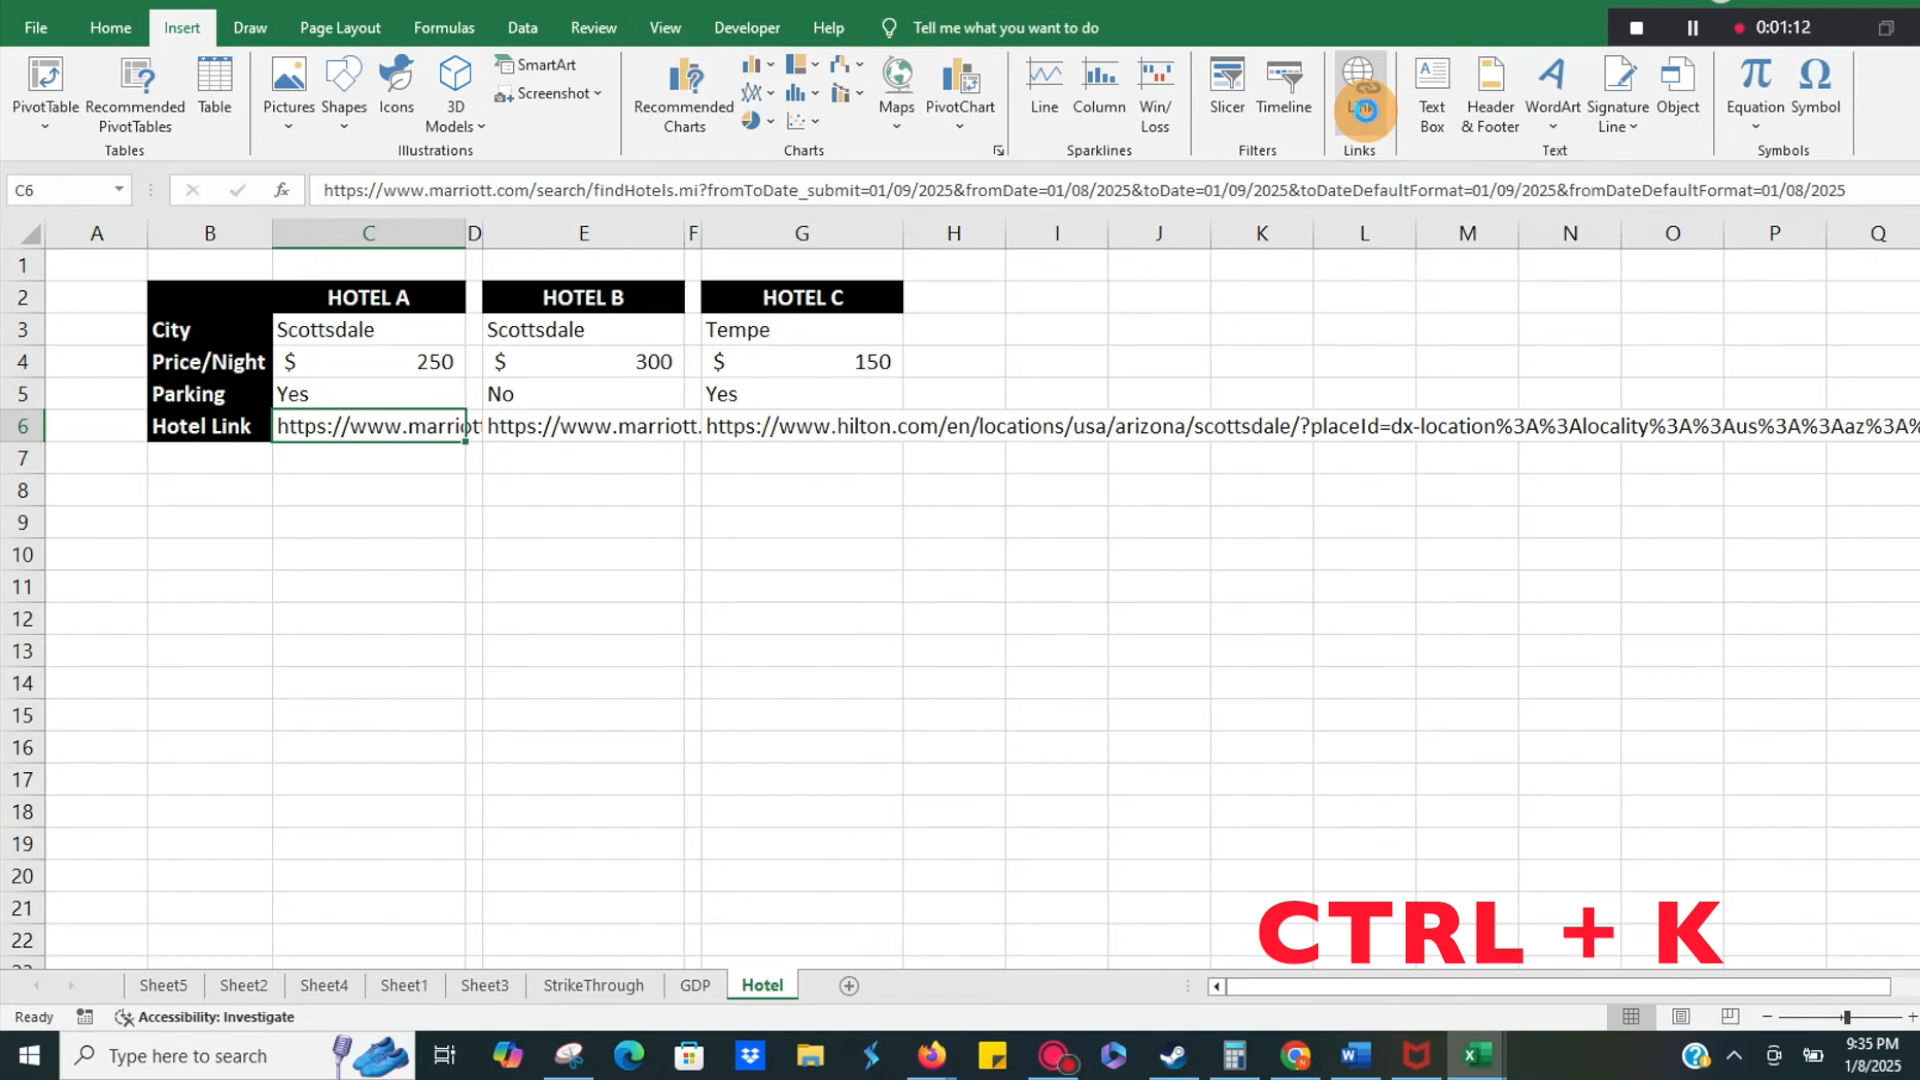 File Home Insert Draw Page Layout Formulas Data Review View Developer Help Tell me what you want to do 0:01:12
PivotTable Recommended PivotTables Table Pictures Shapes Icons 3D Models SmartArt Screenshot Recommended Charts Maps PivotChart Line Column Win/Loss Slicer Timeline Link Text Box Header & Footer WordArt Signature Line Object Equation Symbol
Tables Illustrations Charts Sparklines Filters Links Text Symbols
C6 fx https://www.marriott.com/search/findHotels.mi?fromToDate_submit=01/09/2025&fromDate=01/08/2025&toDate=01/09/2025&toDateDefaultFormat=01/09/2025&fromDateDefaultFormat=01/08/2025
A B C D E F G H I J K L M N O P Q
1
2 HOTEL A HOTEL B HOTEL C
3 City Scottsdale Scottsdale Tempe
4 Price/Night $ 250 $ 300 $ 150
5 Parking Yes No Yes
6 Hotel Link https://www.marriott https://www.marriott. https://www.hilton.com/en/locations/usa/arizona/scottsdale/?placeId=dx-location%3A%3Alocality%3A%3Aus%3A%3Aaz%3A%
7
8
9
10
11
12
13
14
15
16
17
18
19
20
21
22
CTRL + K
Sheet5 Sheet2 Sheet4 Sheet1 Sheet3 StrikeThrough GDP Hotel
Ready Accessibility: Investigate
Type here to search 9:35 PM
1/8/2025